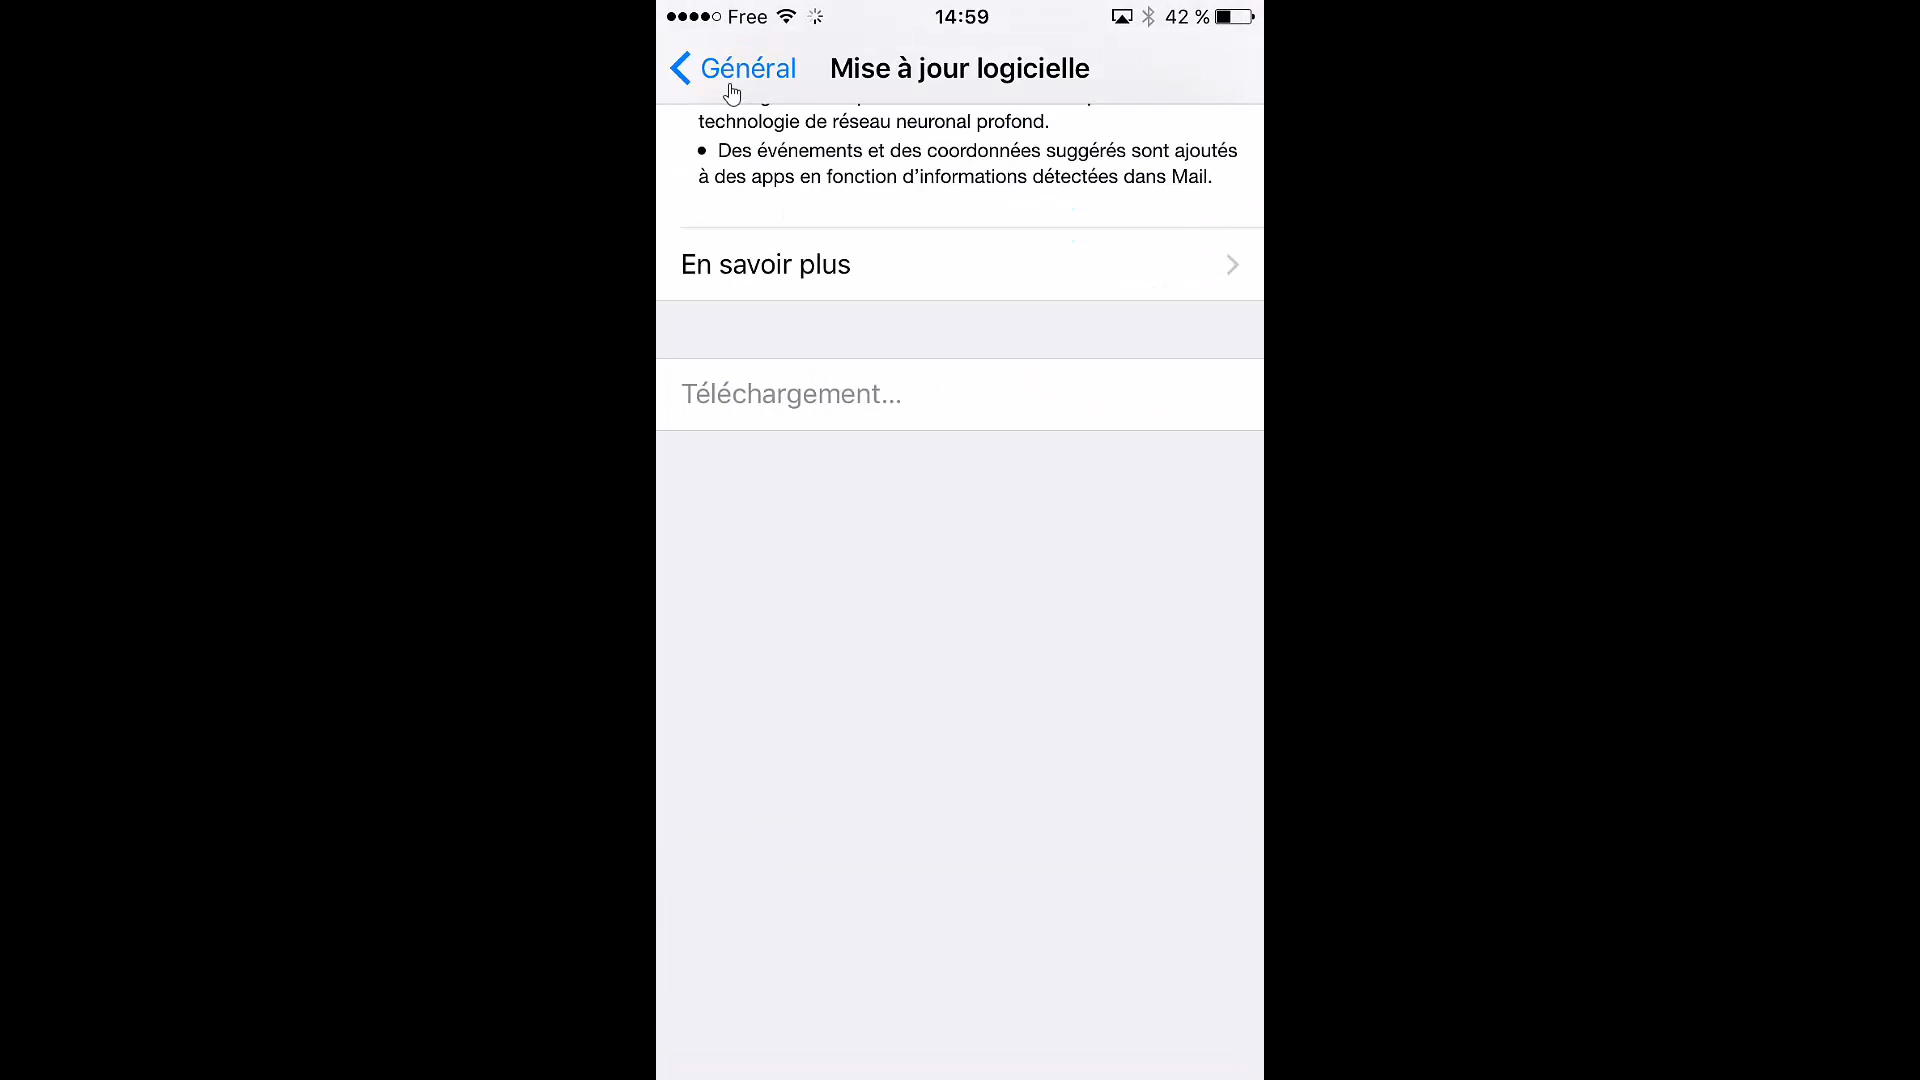 Free 14:59 42 %
Général Mise à jour logicielle
technologie de réseau neuronal profond.
• Des événements et des coordonnées suggérés sont ajoutés
à des apps en fonction d’informations détectées dans Mail.
En savoir plus
Téléchargement...